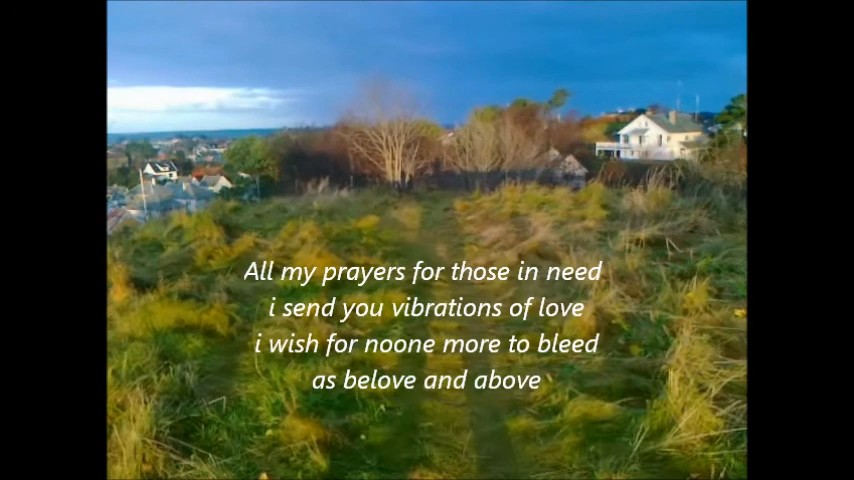 All my prayers for those in need
i send you vibrations of love
i wish for noone more to bleed
as belove and above